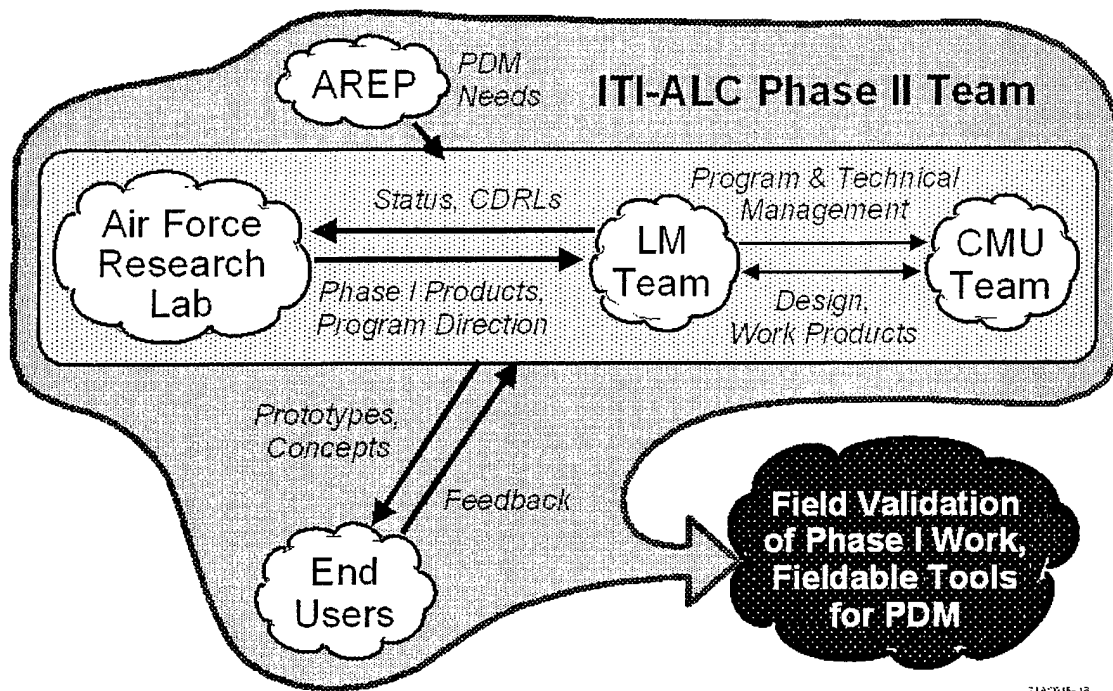 AREP
PDM
Needs
ITI-ALC Phase II Team
Air Force
Research
Lab
Status, CDRLs
Phase I Products,
Program Direction
LM
Team
Program & Technical
Management
Design,
Work Products
CMU
Team
Prototypes,
Concepts
Feedback
End
Users
Field Validation
of Phase I Work,
Fieldable Tools
for PDM